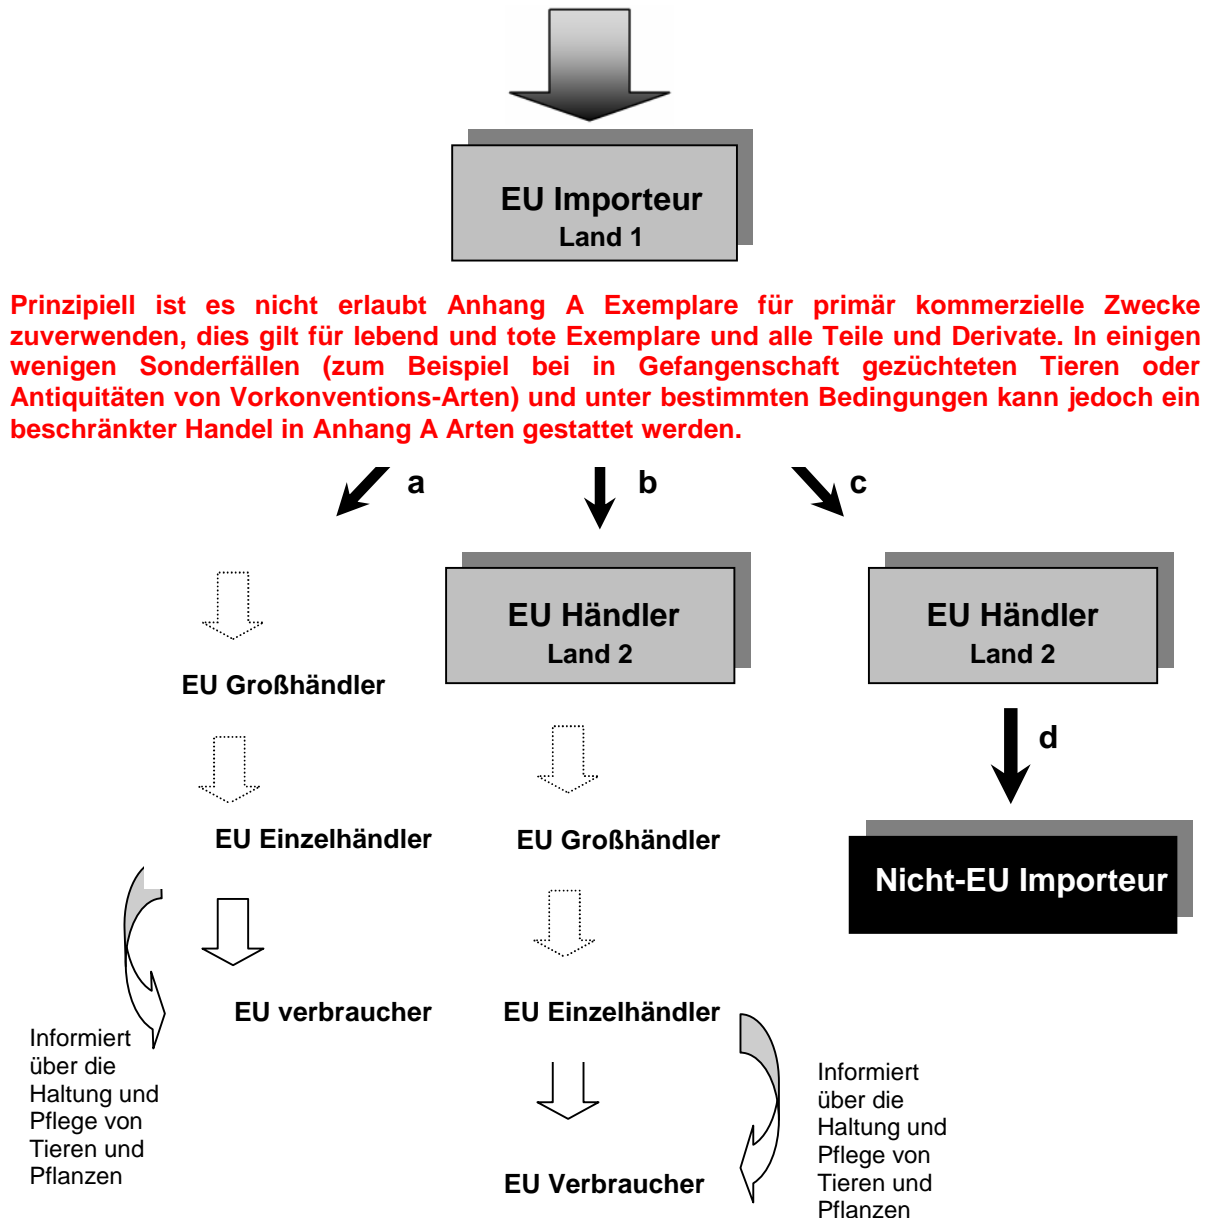 EU Importeur
Land 1
Prinzipiell ist es nicht erlaubt Anhang A Exemplare für primär kommerzielle Zwecke
zuverwenden, dies gilt für lebend und tote Exemplare und alle Teile und Derivate. In einigen
wenigen Sonderfällen (zum Beispiel bei in Gefangenschaft gezüchteten Tieren oder
Antiquitäten von Vorkonventions-Arten) und unter bestimmten Bedingungen kann jedoch ein
beschränkter Handel in Anhang A Arten gestattet werden.
a
b
c
EU Händler
Land 2
EU Händler
Land 2
EU Großhändler
d
EU Einzelhändler
EU Großhändler
Nicht-EU Importeur
EU verbraucher
EU Einzelhändler
Informiert
über die
Haltung und
Pflege von
Tieren und
Pflanzen
Informiert
über die
Haltung und
Pflege von
Tieren und
Pflanzen
EU Verbraucher